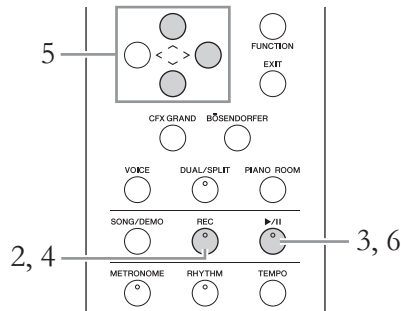 5
< >
FUNCTION
EXIT
CFX GRAND BÖSENDORFER
VOICE DUAL/SPLIT PIANO ROOM
SONG/DEMO REC ▶/II
2, 4
3, 6
METRONOME RHYTHM TEMPO